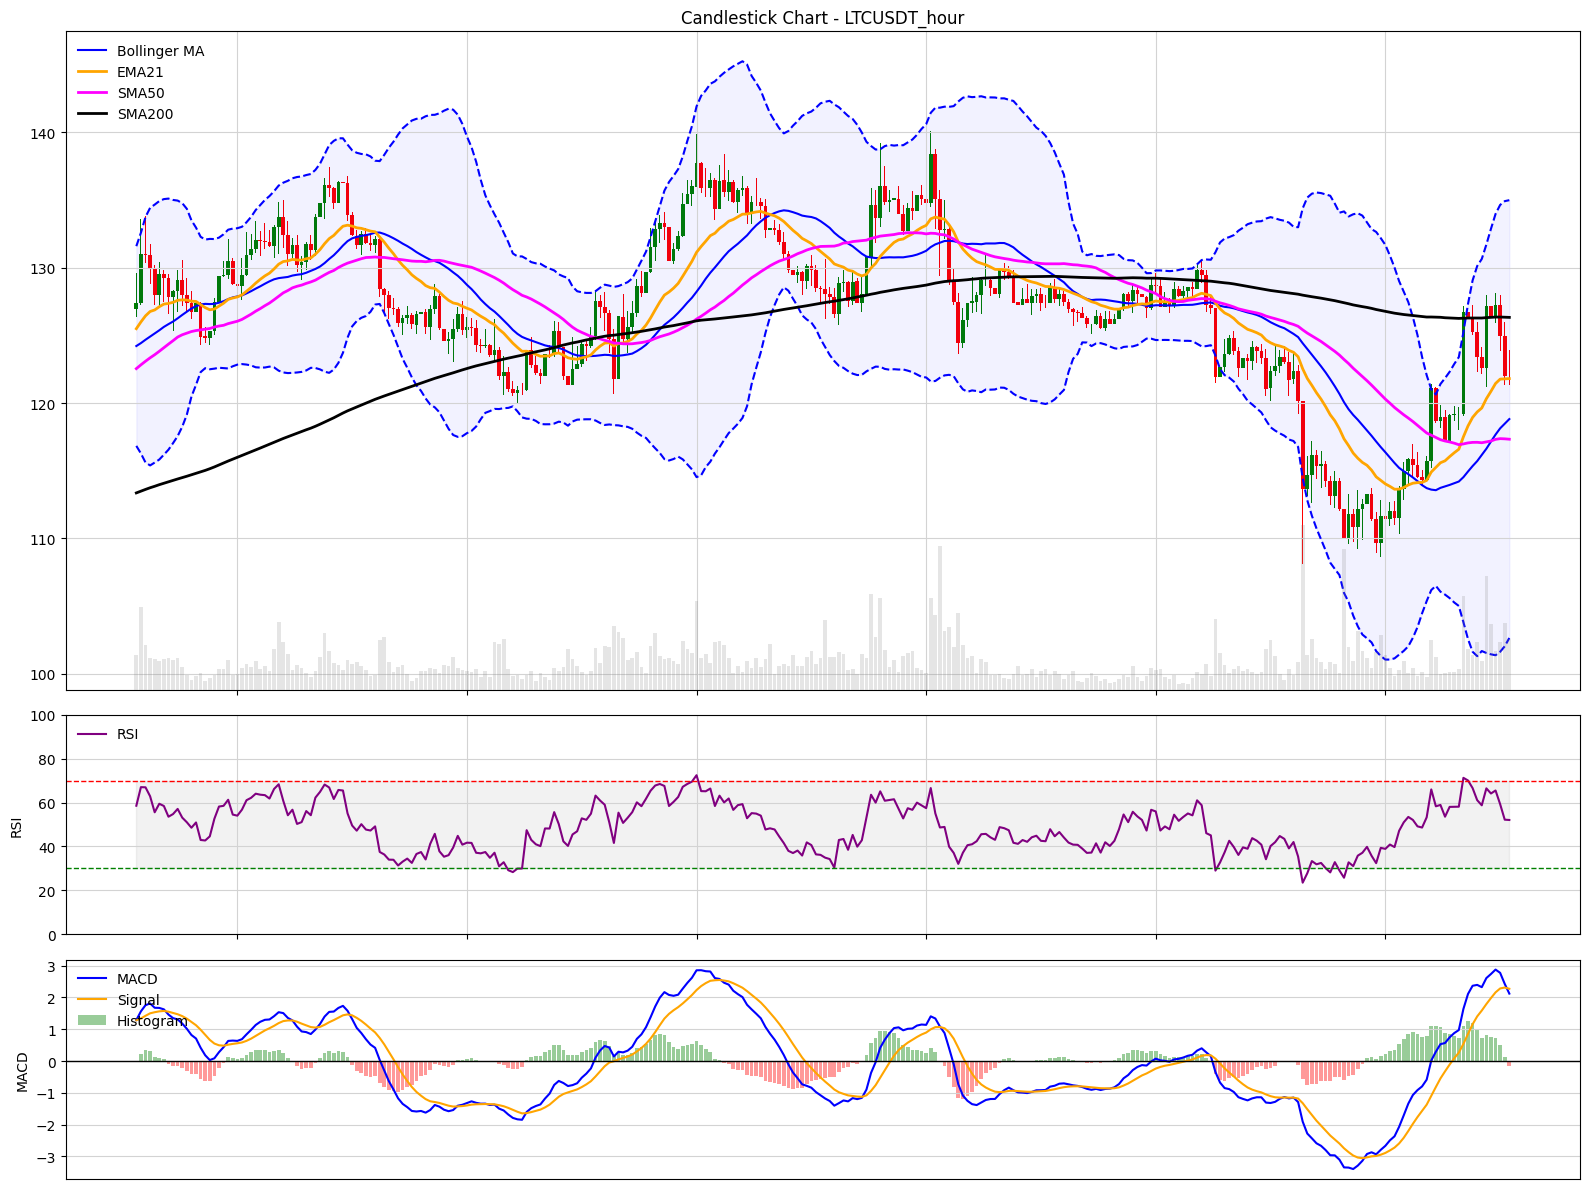 Candlestick Chart - LTCUSDT_hour
Bollinger MA
EMA21
SMA50
SMA200
140
130
120
110
100
RSI
100
80
60
40
20
0
RSI
MACD
Signal
Histogram
3
2
1
0
−1
−2
−3
MACD